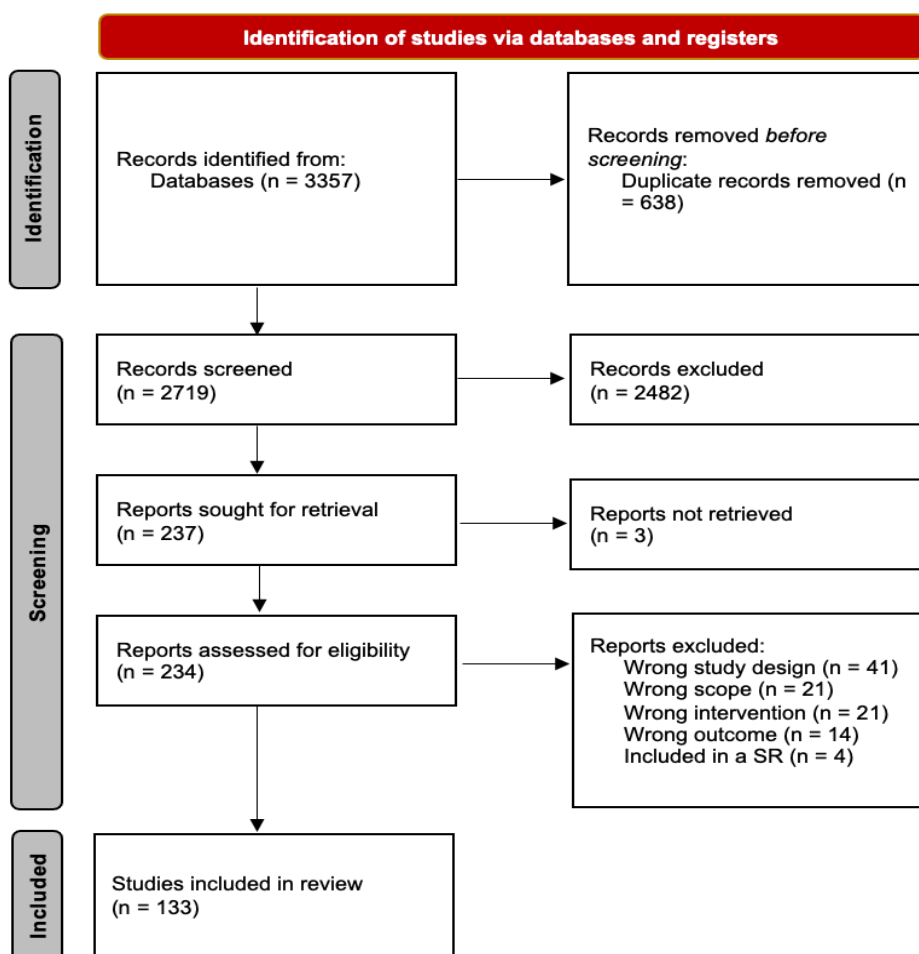 Identification of studies via databases and registers
Identification
Records identified from:
Databases (n = 3357)
Records removed before
screening:
Duplicate records removed (n
= 638)
Screening
Records screened
(n = 2719)
Records excluded
(n = 2482)
Reports sought for retrieval
(n = 237)
Reports not retrieved
(n = 3)
Reports assessed for eligibility
(n = 234)
Reports excluded:
Wrong study design (n = 41)
Wrong scope (n = 21)
Wrong intervention (n = 21)
Wrong outcome (n = 14)
Included in a SR (n = 4)
Included
Studies included in review
(n = 133)